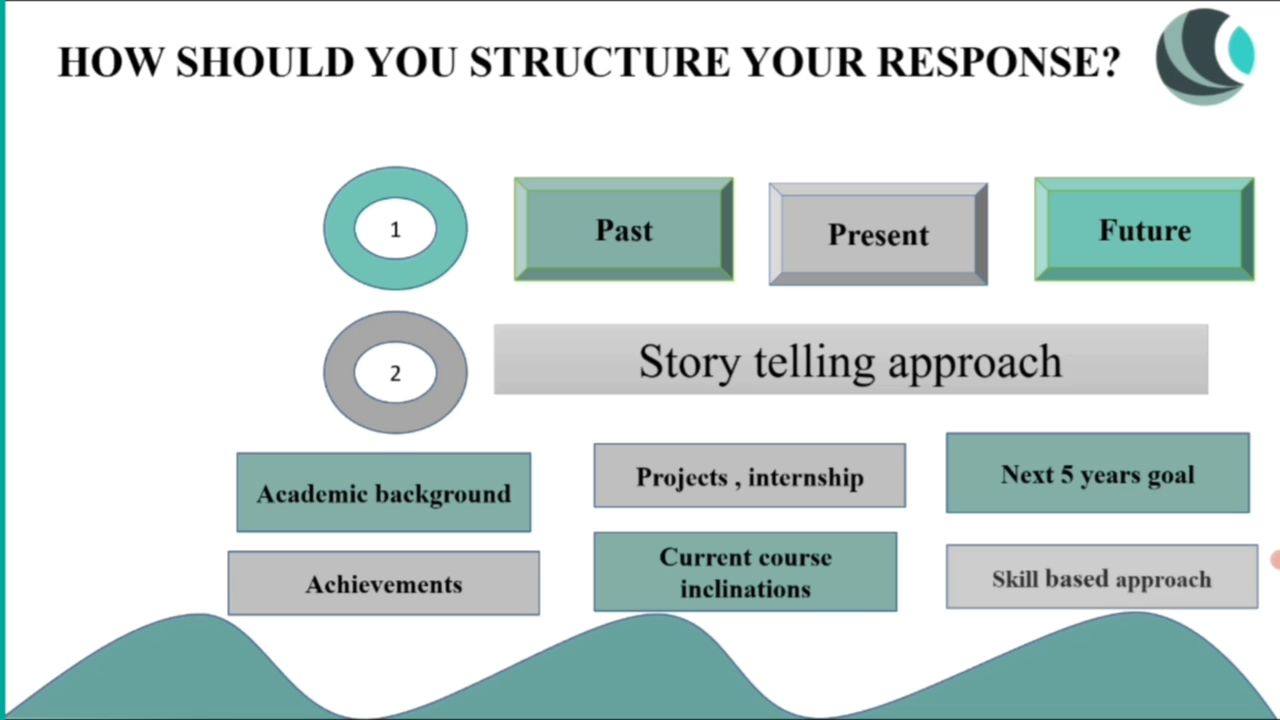 HOW SHOULD YOU STRUCTURE YOUR RESPONSE?
1
Past
Present
Future
2
Story telling approach
Academic background
Projects , internship
Next 5 years goal
Achievements
Current course
inclinations
Skill based approach